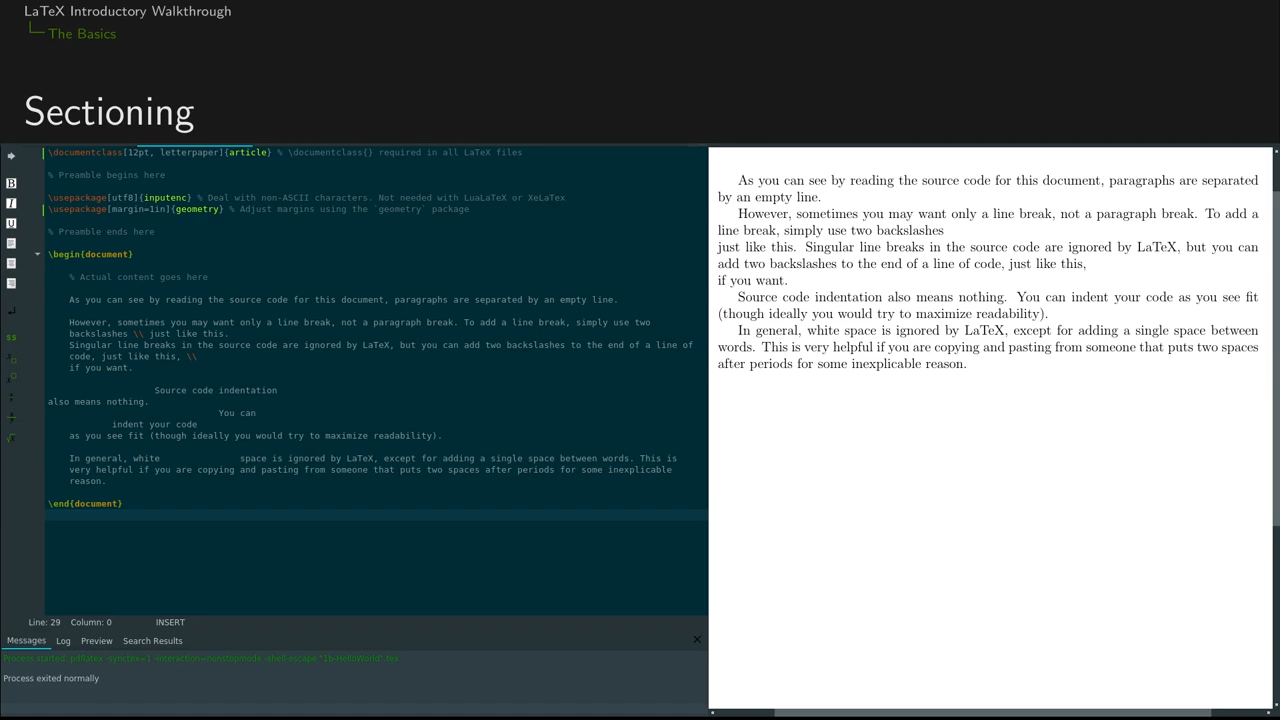 LaTeX Introductory Walkthrough
The Basics
Sectioning
\documentclass[12pt, letterpaper]{article} % \documentclass{} required in all LaTeX files
% Preamble begins here
\usepackage[utf8]{inputenc} % Deal with non-ASCII characters. Not needed with LuaLaTeX or XeLaTex
\usepackage[margin=1in]{geometry} % Adjust margins using the `geometry` package
% Preamble ends here
\begin{document}
% Actual content goes here
As you can see by reading the source code for this document, paragraphs are separated by an empty line.
However, sometimes you may want only a line break, not a paragraph break. To add a line break, simply use two
backslashes \\ just like this.
Singular line breaks in the source code are ignored by LaTeX, but you can add two backslashes to the end of a line of
code, just like this, \\
if you want.
Source code indentation
also means nothing.
You can
indent your code
as you see fit (though ideally you would try to maximize readability).
In general, white space is ignored by LaTeX, except for adding a single space between words. This is
very helpful if you are copying and pasting from someone that puts two spaces after periods for some inexplicable
reason.
\end{document}
B
I
U
ss
Line: 29 Column: 0 INSERT
Messages Log Preview Search Results
Process started: pdflatex -synctex=1 -interaction=nonstopmode -shell-escape "1b-HelloWorld".tex
Process exited normally
As you can see by reading the source code for this document, paragraphs are separated
by an empty line.
However, sometimes you may want only a line break, not a paragraph break. To add a
line break, simply use two backslashes
just like this. Singular line breaks in the source code are ignored by LaTeX, but you can
add two backslashes to the end of a line of code, just like this,
if you want.
Source code indentation also means nothing. You can indent your code as you see fit
(though ideally you would try to maximize readability).
In general, white space is ignored by LaTeX, except for adding a single space between
words. This is very helpful if you are copying and pasting from someone that puts two spaces
after periods for some inexplicable reason.